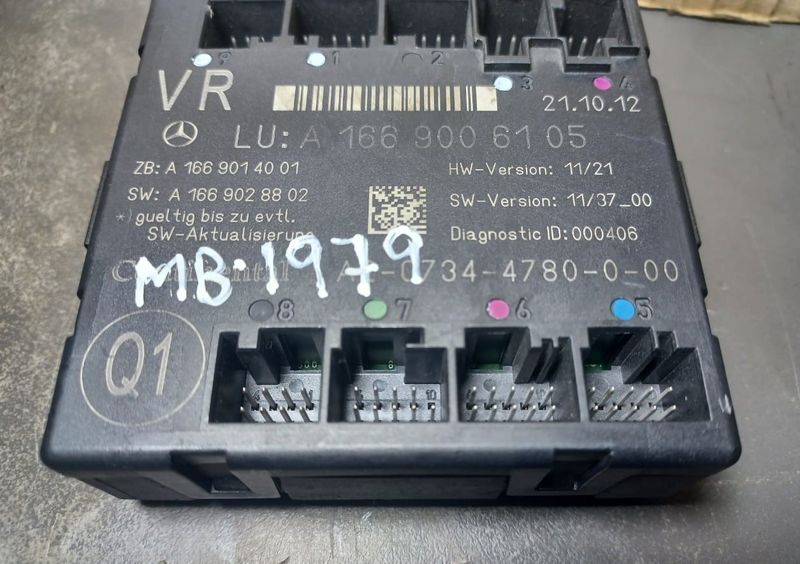 9 1 2 3 4
VR
21.10.12
LU: A 166 900 61 05
ZB: A 166 901 40 01
HW-Version: 11/21
SW: A 166 902 88 02
SW-Version: 11/37_00
*) gueltig bis zu evtl.
SW-Aktualisierung
Diagnostic ID: 000406
MB·1979
Continental
0734-4780-0-00
8 7 6 5
Q1